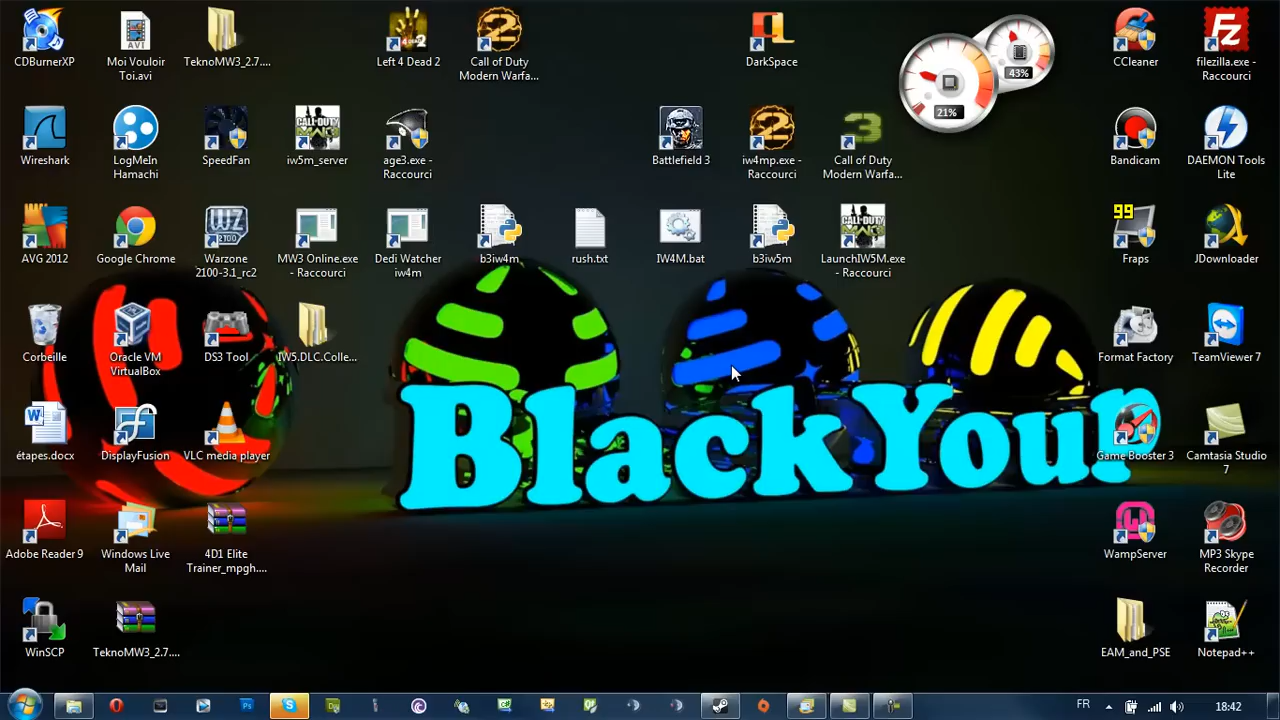 CDBurnerXP
Moi Vouloir
Toi.avi
TeknoMW3_2.7....
Left 4 Dead 2
Call of Duty
Modern Warfa...
DarkSpace
21%
43%
CCleaner
filezilla.exe -
Raccourci
Wireshark
LogMeIn
Hamachi
SpeedFan
iw5m_server
age3.exe -
Raccourci
Battlefield 3
iw4mp.exe -
Raccourci
Call of Duty
Modern Warfa...
Bandicam
DAEMON Tools
Lite
AVG 2012
Google Chrome
Warzone
2100-3.1_rc2
MW3 Online.exe
- Raccourci
Dedi Watcher
iw4m
b3iw4m
rush.txt
IW4M.bat
b3iw5m
LaunchIW5M.exe
- Raccourci
99
Fraps
JDownloader
Corbeille
Oracle VM
VirtualBox
DS3 Tool
IW5.DLC.Colle...
Format Factory
TeamViewer 7
BlackYour
étapes.docx
DisplayFusion
VLC media player
Game Booster 3
Camtasia Studio
7
Adobe Reader 9
Windows Live
Mail
4D1 Elite
Trainer_mpgh....
WampServer
MP3 Skype
Recorder
WinSCP
TeknoMW3_2.7....
EAM_and_PSE
Notepad++
FR
18:42